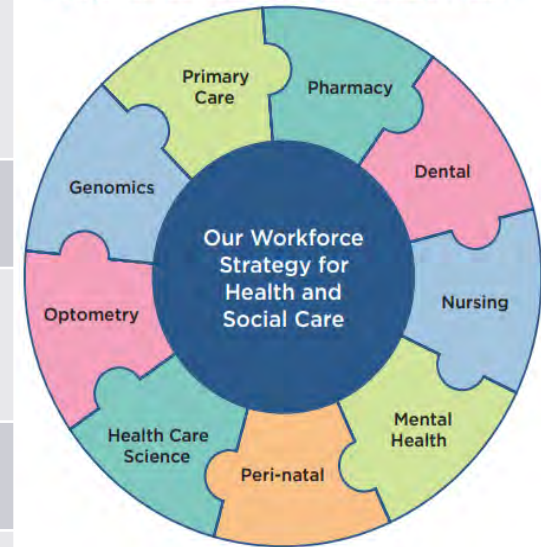 Primary
Care
Pharmacy
Dental
Nursing
Mental
Health
Peri-natal
Health Care
Science
Optometry
Genomics
Our Workforce
Strategy for
Health and
Social Care